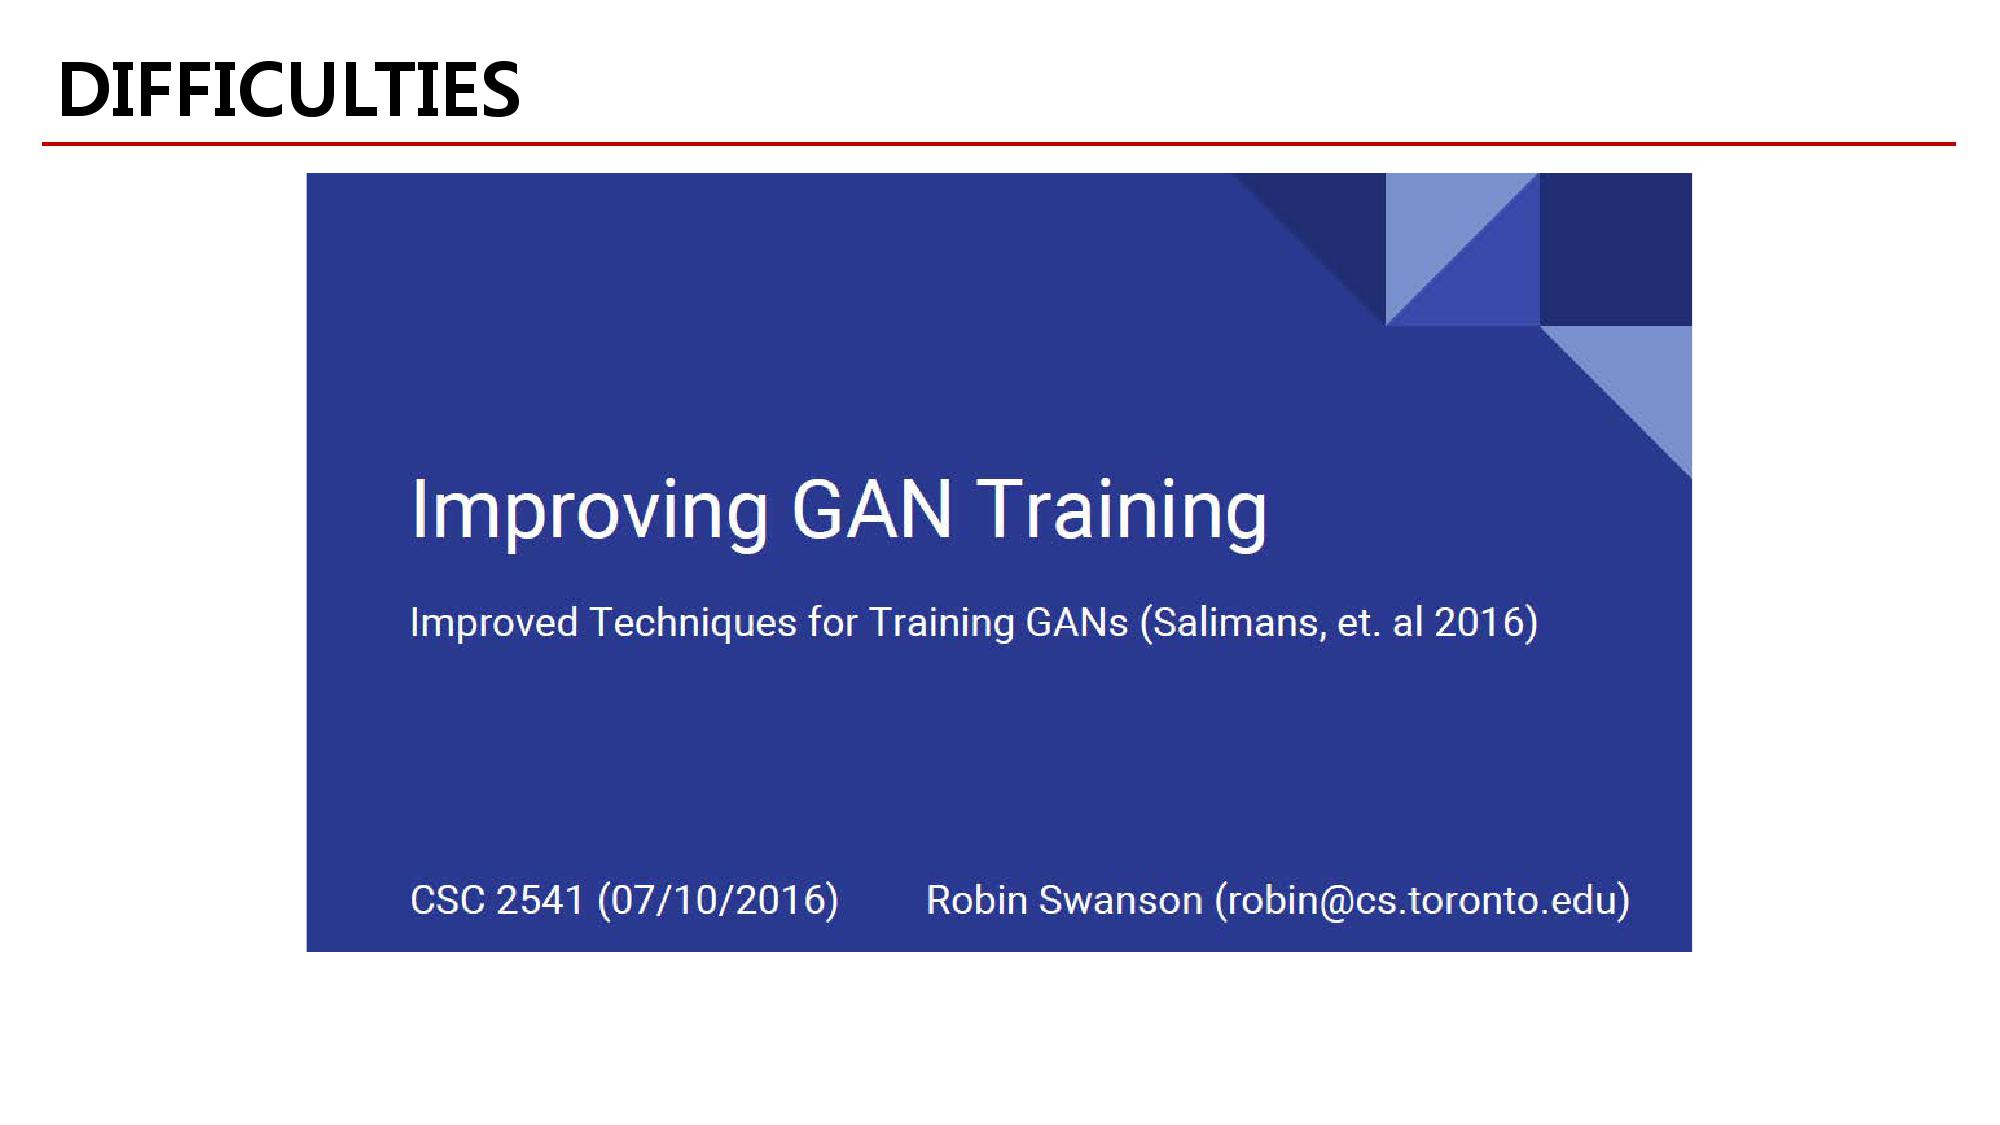 DIFFICULTIES
Improving GAN Training
Improved Techniques for Training GANs (Salimans, et. al 2016)
CSC 2541 (07/10/2016) Robin Swanson (robin@cs.toronto.edu)